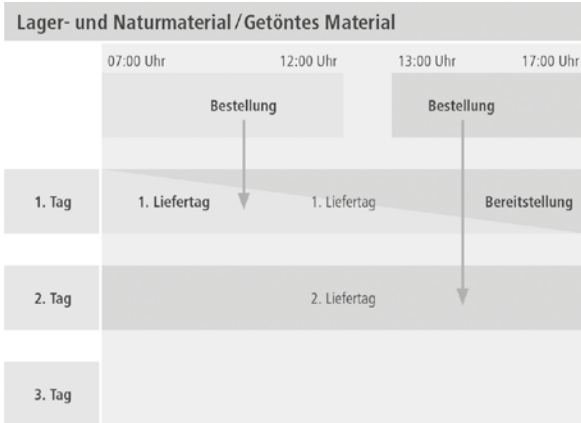 Lager- und Naturmaterial/Getöntes Material
07:00 Uhr 12:00 Uhr 13:00 Uhr 17:00 Uhr
Bestellung Bestellung
1. Tag 1. Liefertag 1. Liefertag Bereitstellung
2. Tag 2. Liefertag
3. Tag